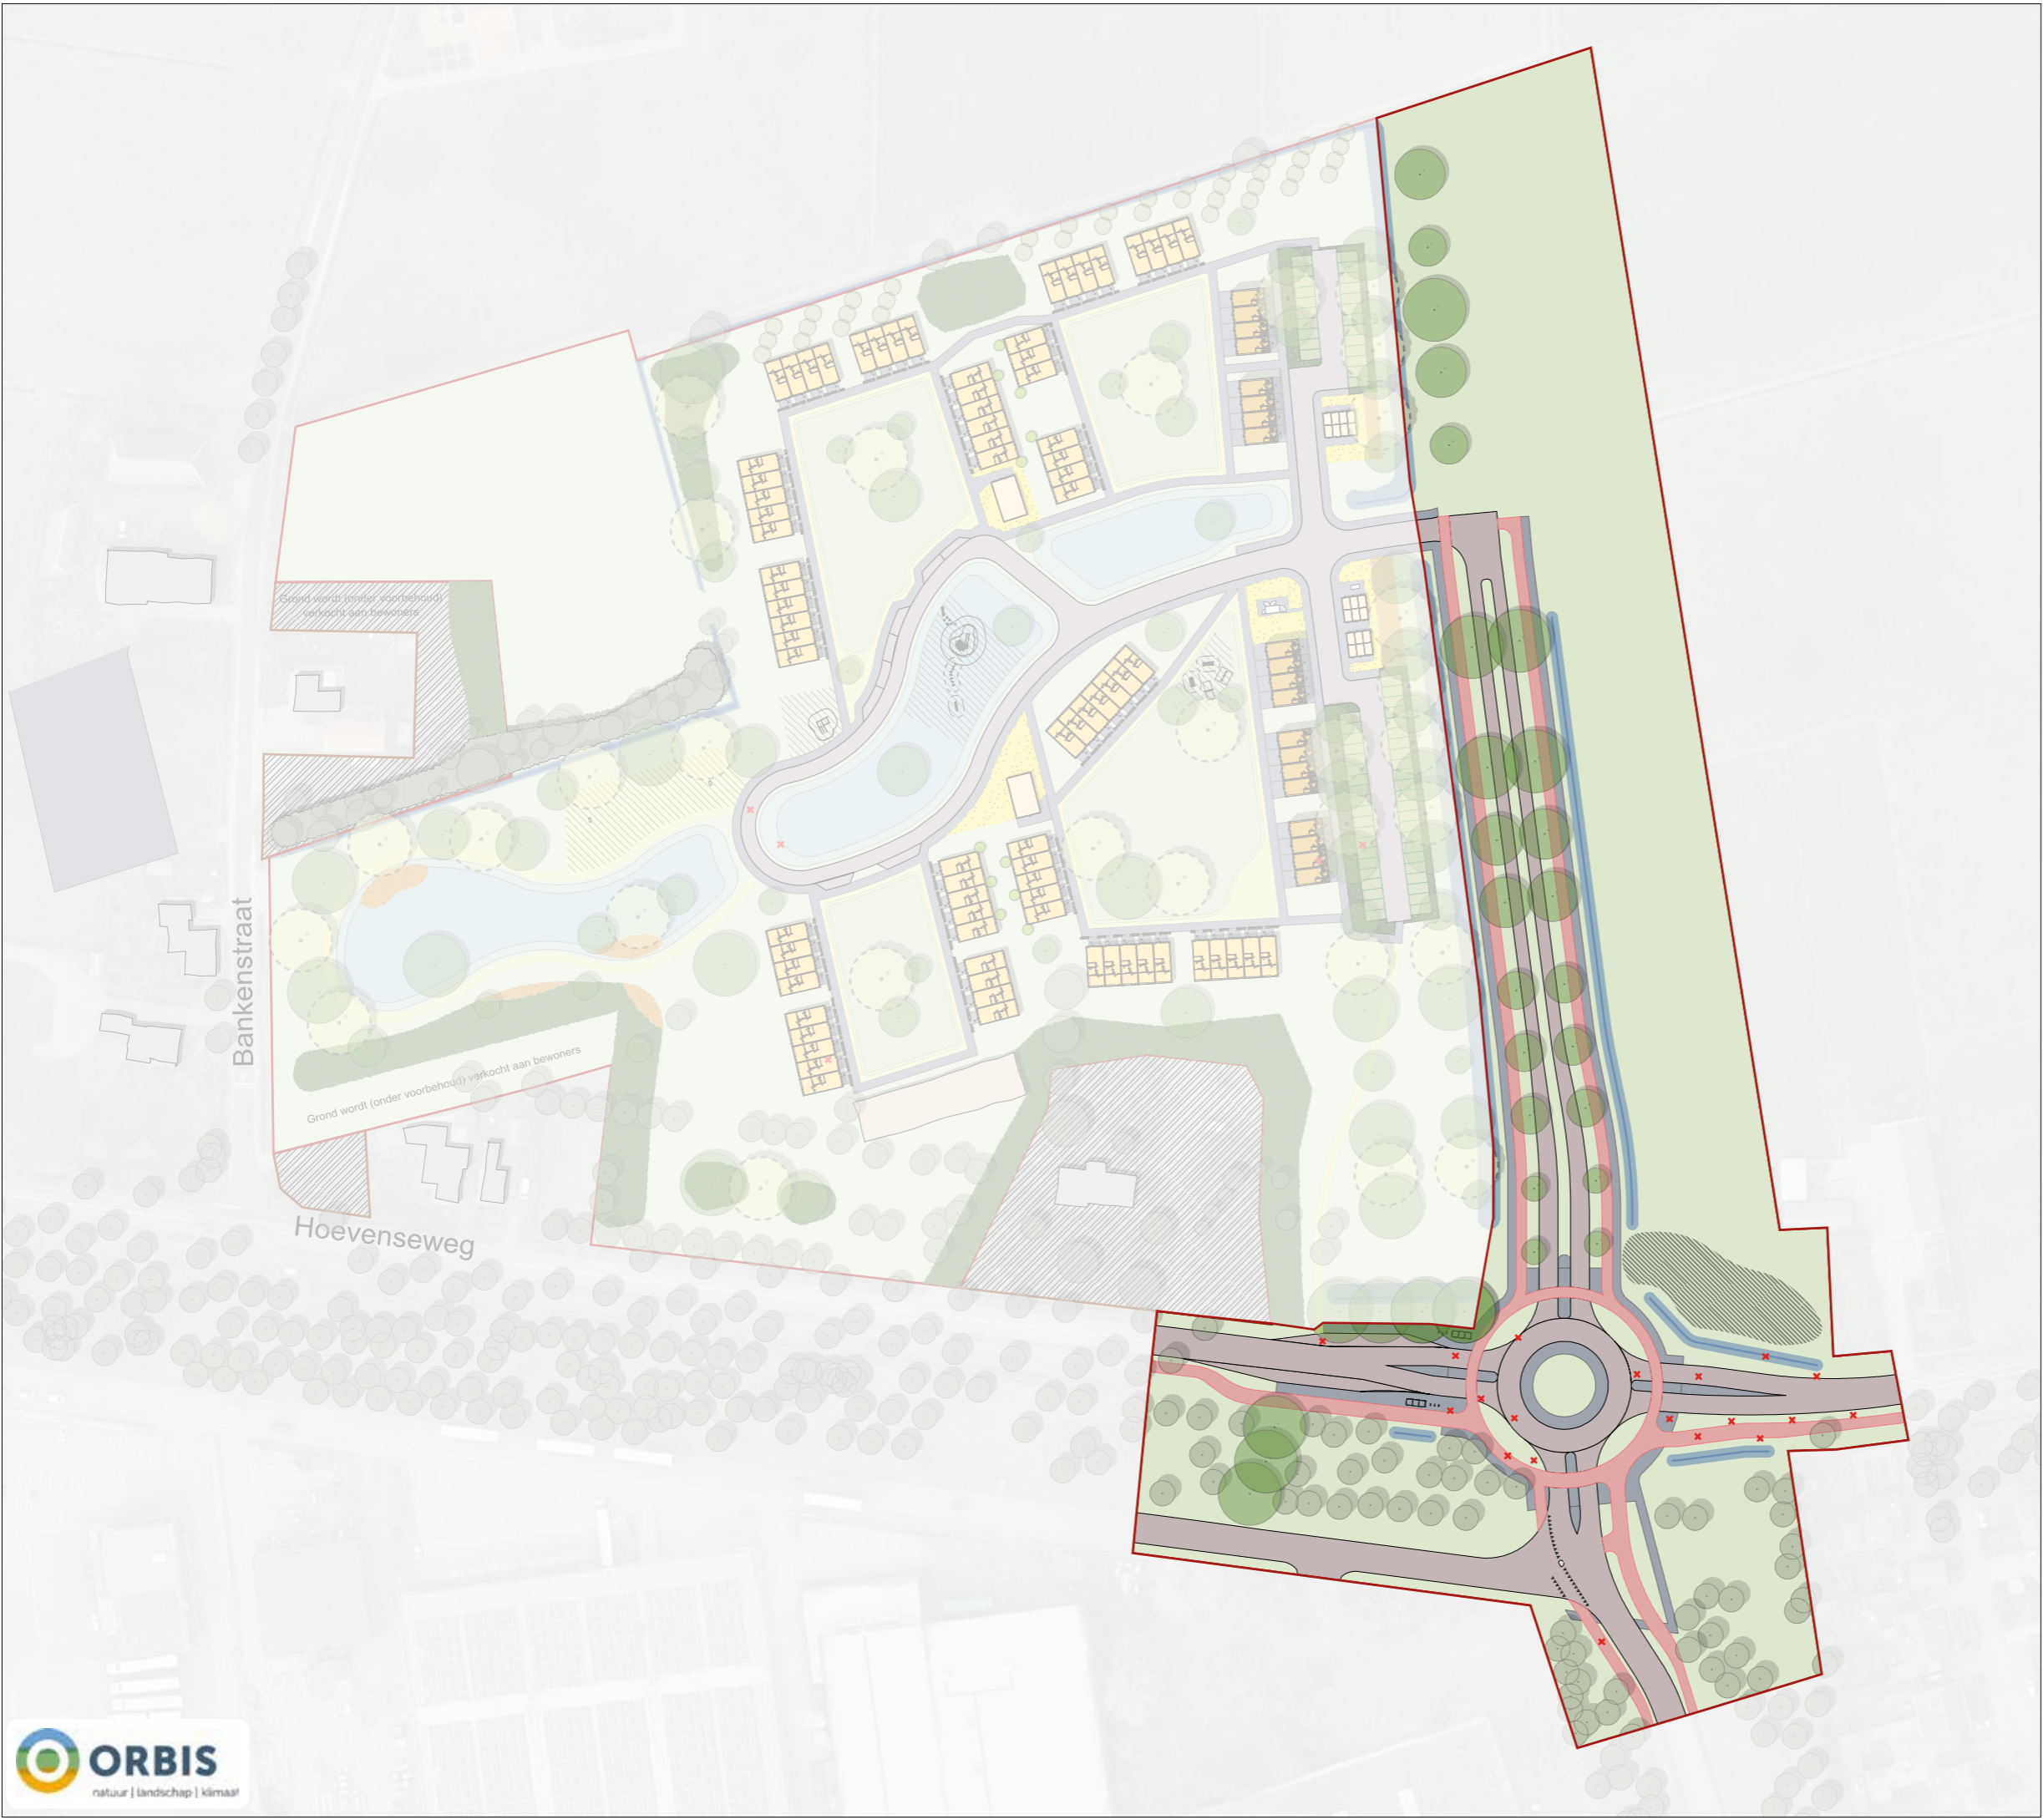 Grond wordt (onder voorbehoud)
verkocht aan bewoners
Bankenstraat
Grond wordt (onder voorbehoud) verkocht aan bewoners
Hoevenseweg
ORBIS
natuur | landschap | klimaat